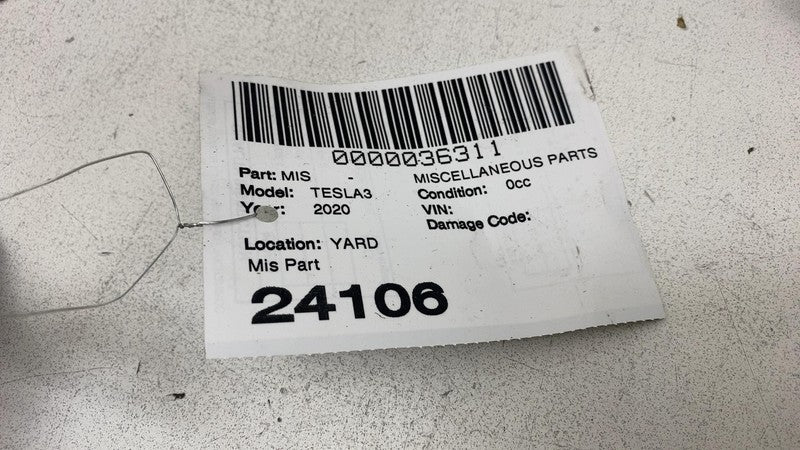 0000036311
Part: MIS - MISCELLANEOUS PARTS
Model: TESLA3 Condition: 0cc
Year: 2020 VIN:
Damage Code:
Location: YARD
Mis Part
24106